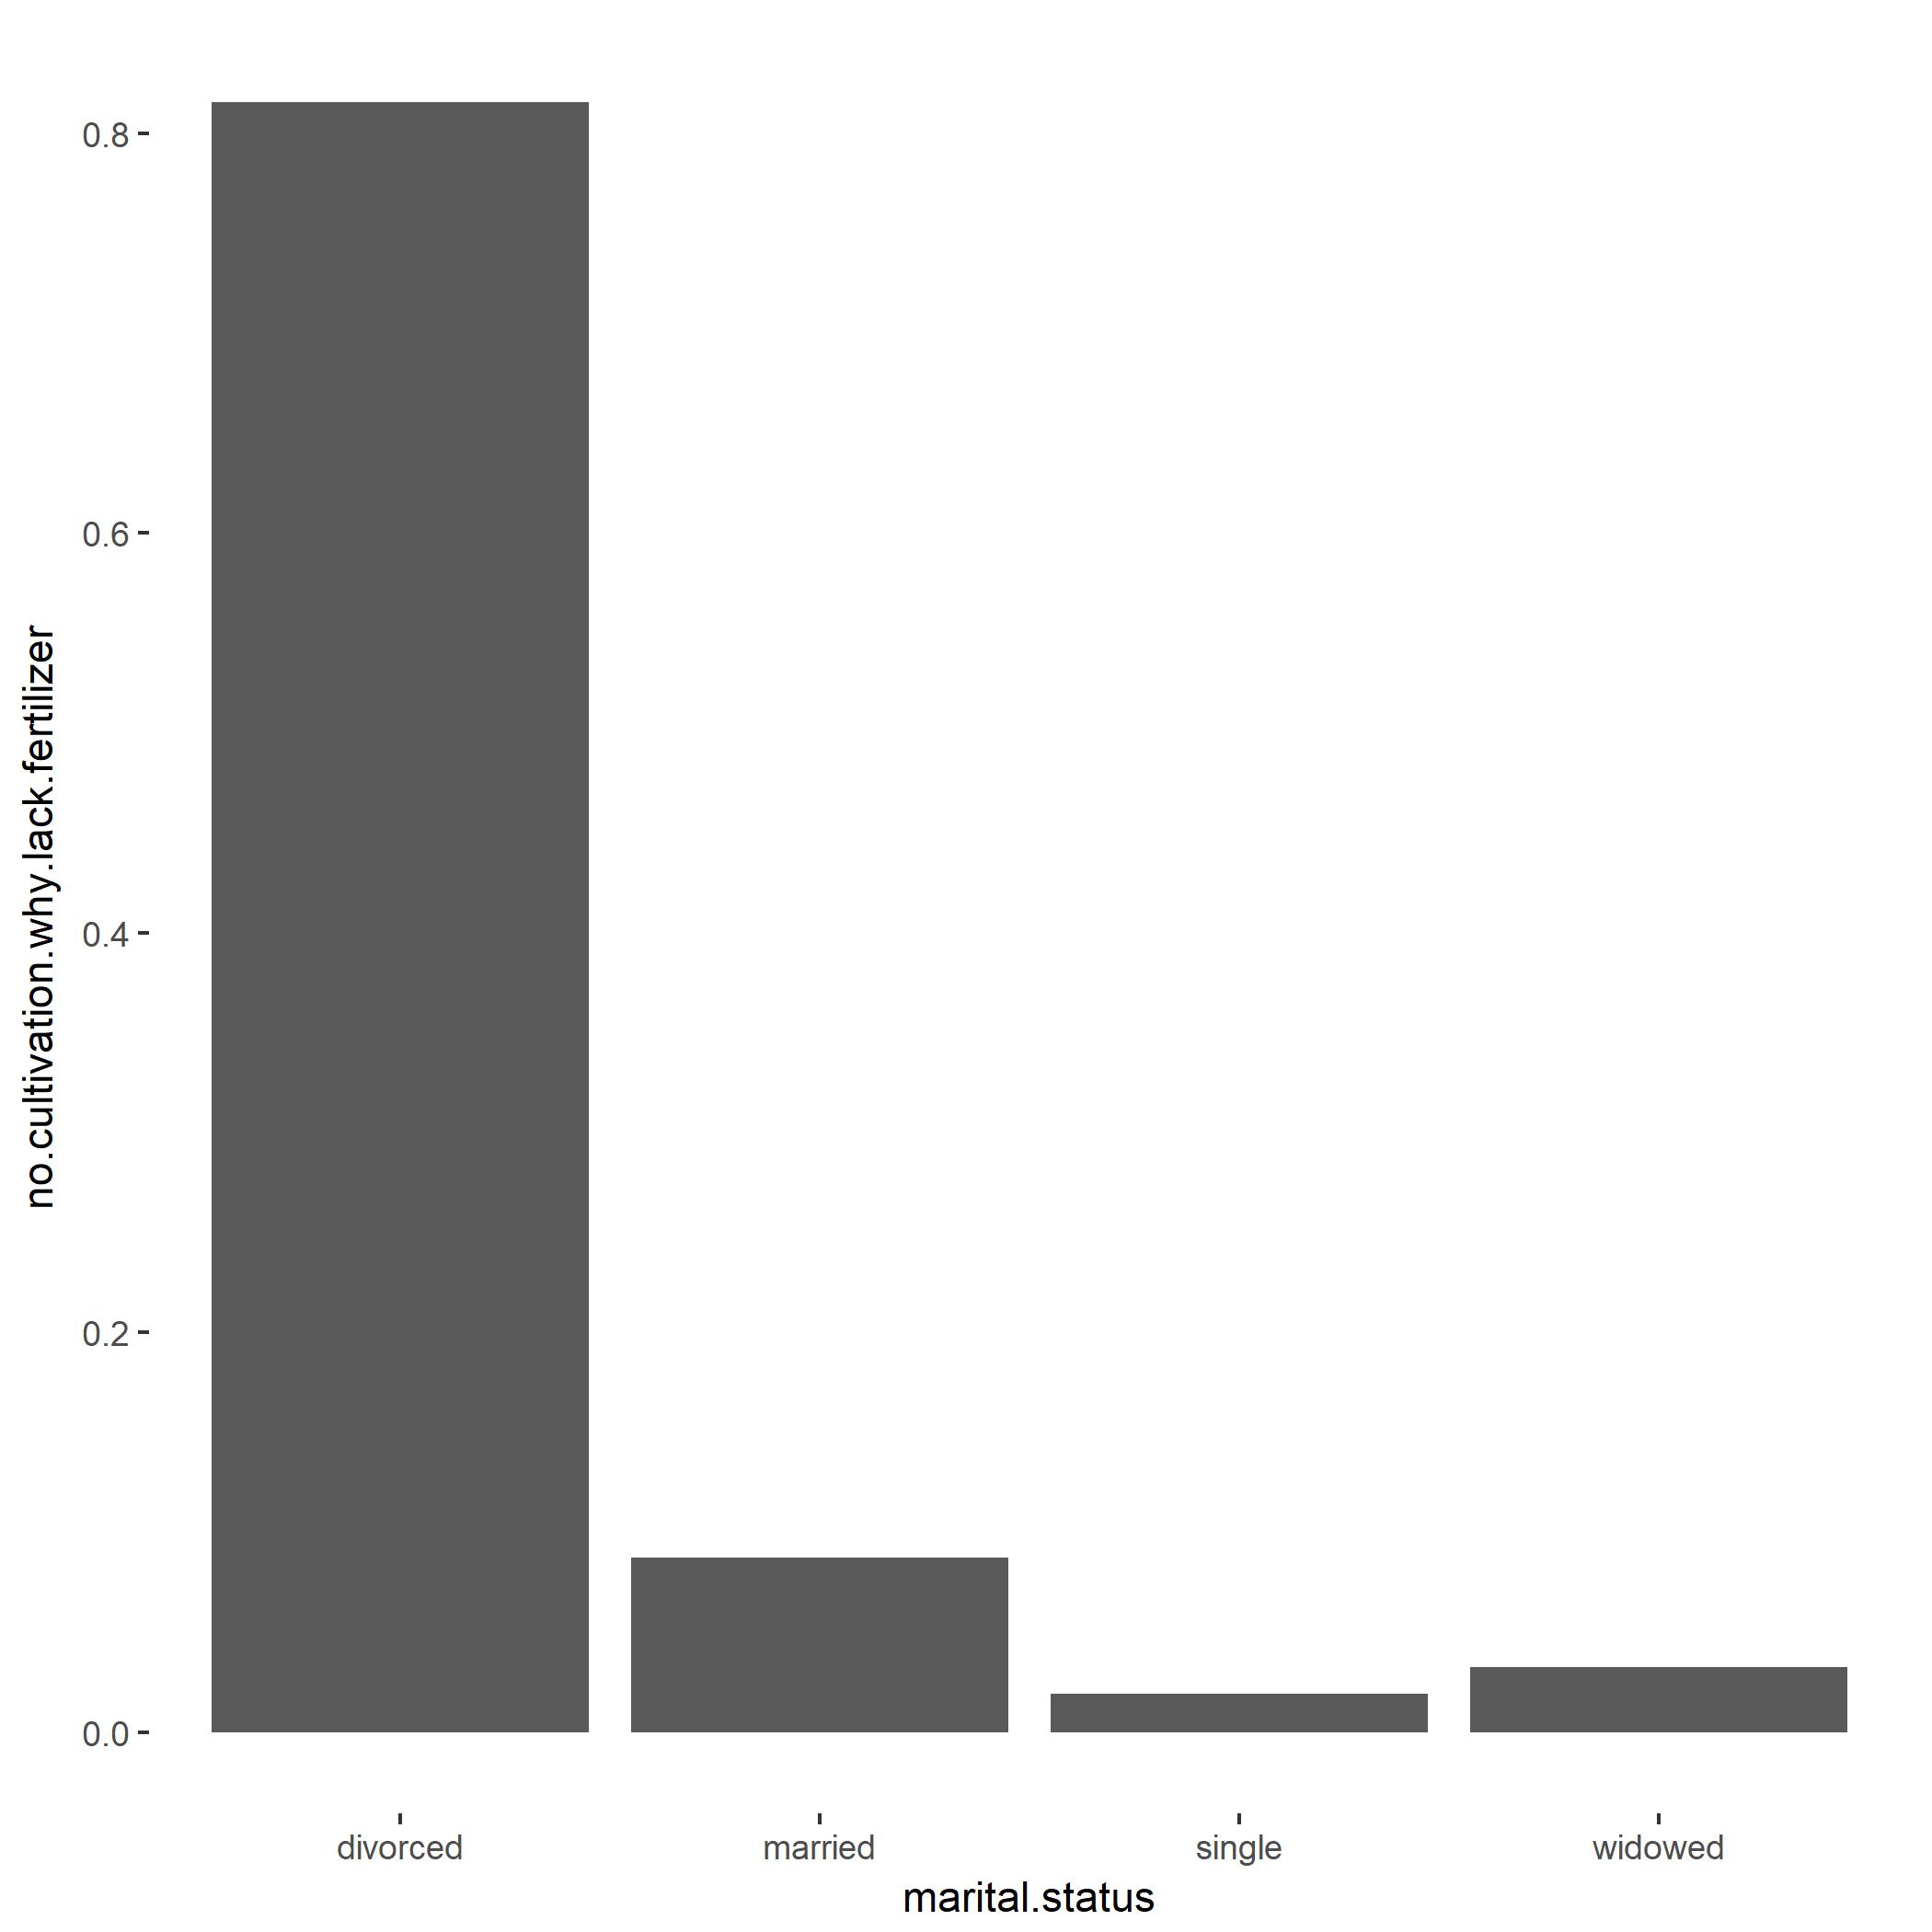 no.cultivation.why.lack.fertilizer
0.8
0.6
0.4
0.2
0.0
divorced
married
single
widowed
marital.status